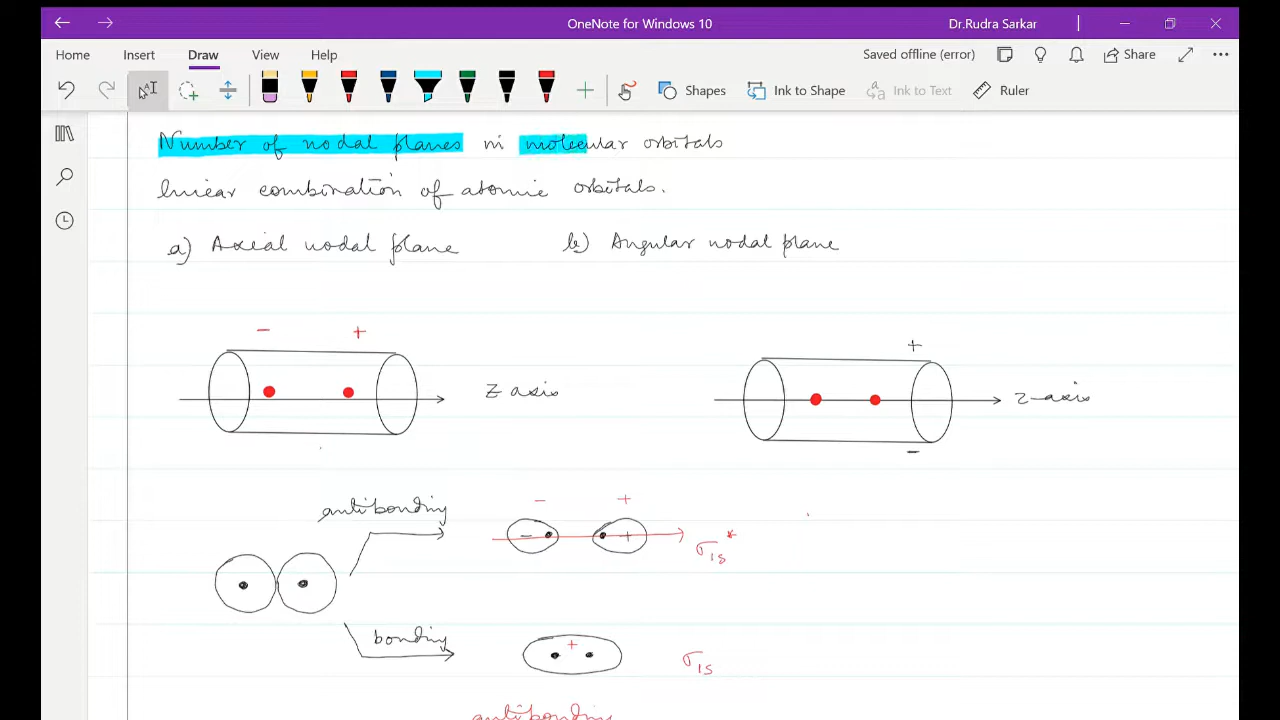 OneNote for Windows 10
Dr.Rudra Sarkar
Home Insert Draw View Help
Saved offline (error)
Share
Shapes
Ink to Shape
Ink to Text
Ruler
Number of nodal planes in molecular orbitals
linear combination of atomic orbitals.
a) Axial nodal plane b) Angular nodal plane
- +
+
z axis
z-axis
-
antibonding
- +
- +
σ1s*
bonding
+
σ1s
antibonding